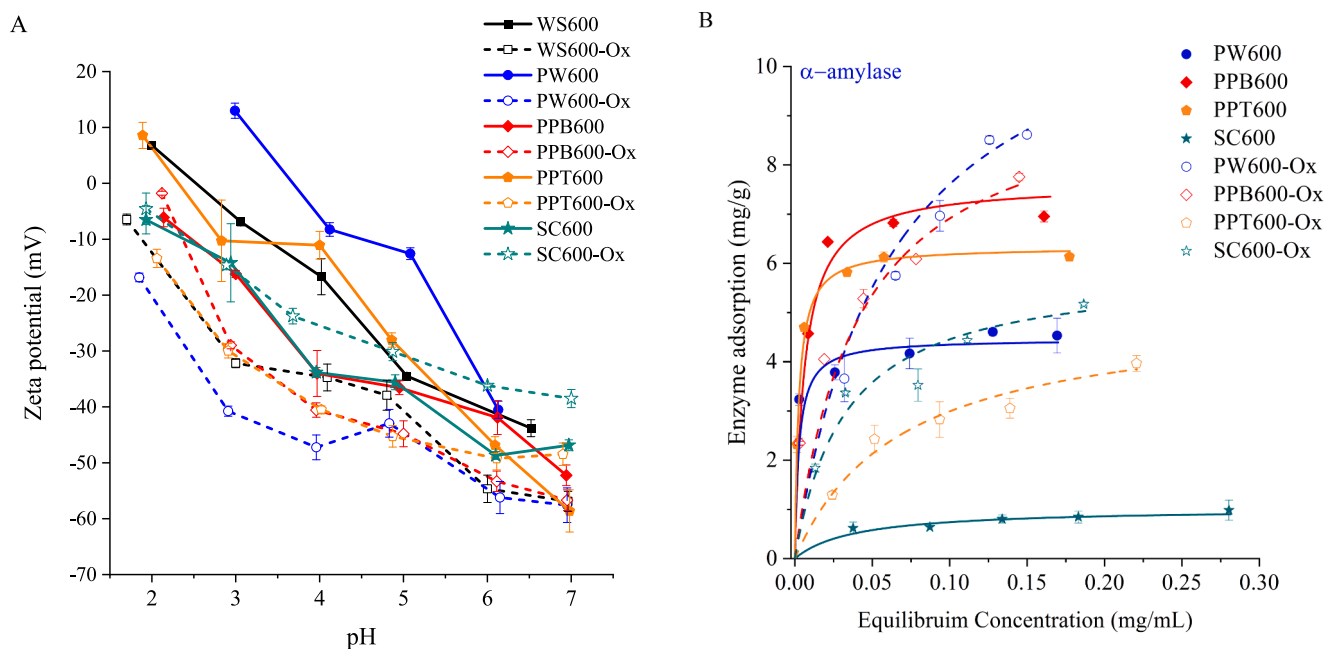 A
WS600
WS600-Ox
PW600
PW600-Ox
PPB600
PPB600-Ox
PPT600
PPT600-Ox
SC600
SC600-Ox
20
10
0
-10
-20
-30
-40
-50
-60
-70
Zeta potential (mV)
2 3 4 5 6 7
pH
B
α−amylase
PW600
PPB600
PPT600
SC600
PW600-Ox
PPB600-Ox
PPT600-Ox
SC600-Ox
10
8
6
4
2
0
Enzyme adsorption (mg/g)
0.00 0.05 0.10 0.15 0.20 0.25 0.30
Equilibruim Concentration (mg/mL)